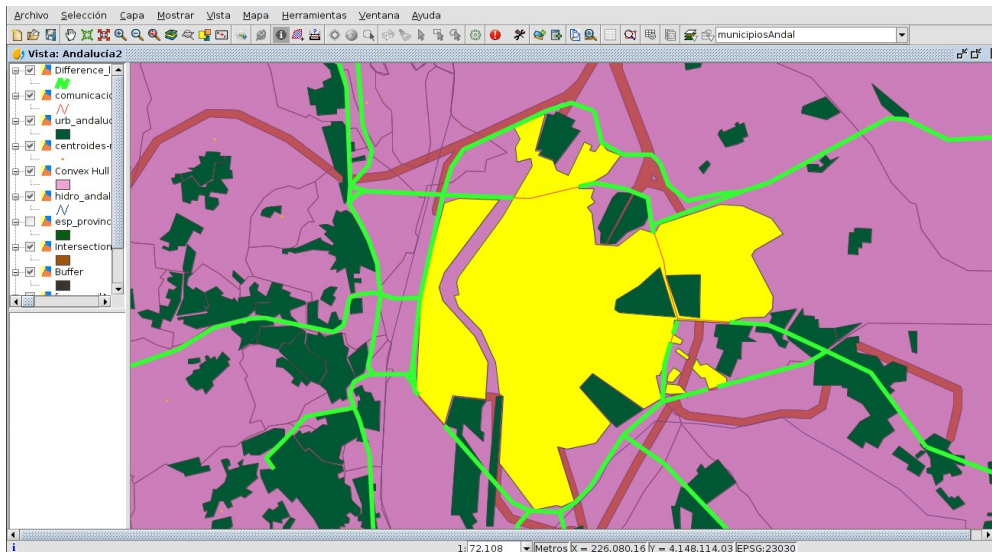 Archivo Selección Capa Mostrar Vista Mapa Herramientas Ventana Ayuda
municipiosAndal
Vista: Andalucía2
Difference_l
comunicacio
urb_andaluc
centroides-r
Convex Hull
hidro_andal
esp_provinc
Intersection
Buffer
1: 72.108 Metros X = 226.080,16 Y = 4.148.114,03 EPSG:23030